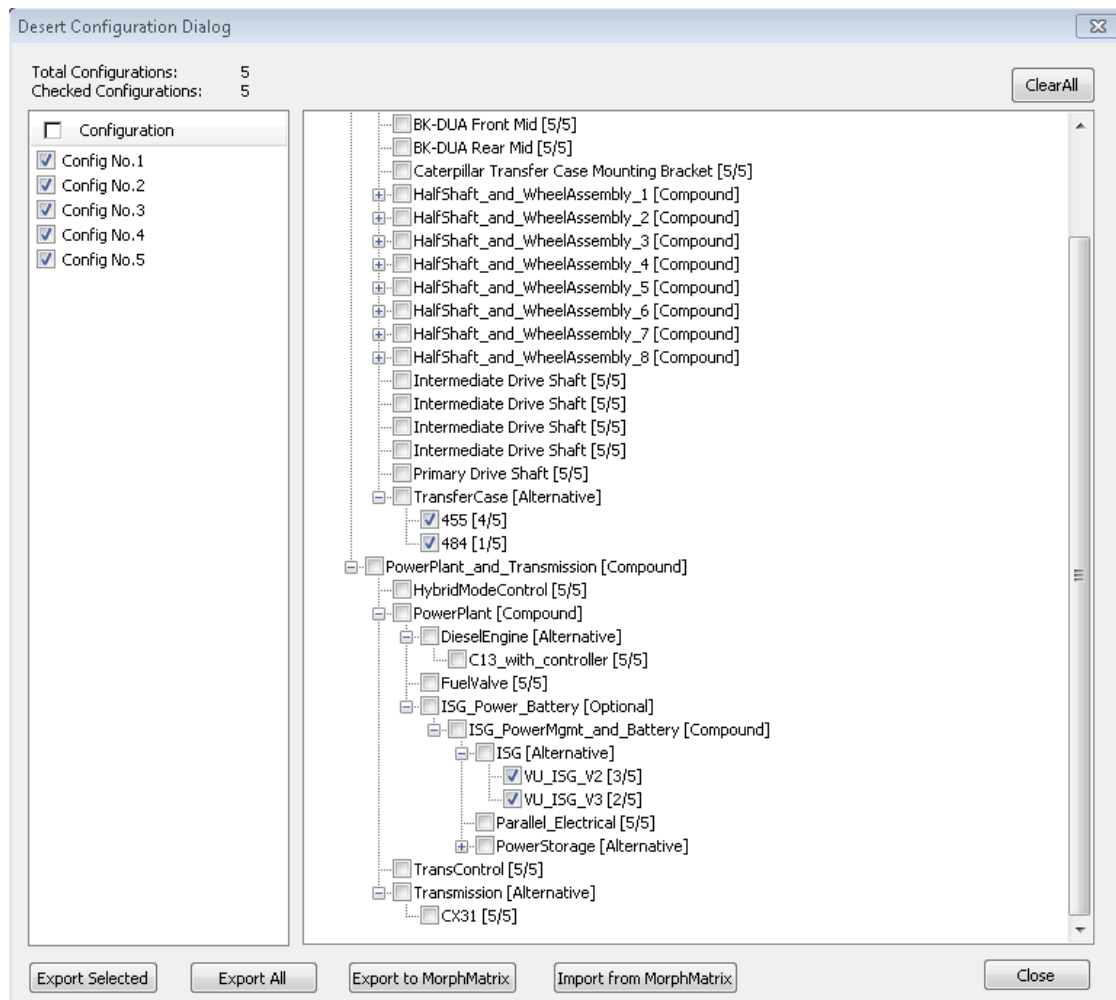 Desert Configuration Dialog
Total Configurations: 5
Checked Configurations: 5
ClearAll
Configuration
Config No.1
Config No.2
Config No.3
Config No.4
Config No.5
BK-DUA Front Mid [5/5]
BK-DUA Rear Mid [5/5]
Caterpillar Transfer Case Mounting Bracket [5/5]
HalfShaft_and_WheelAssembly_1 [Compound]
HalfShaft_and_WheelAssembly_2 [Compound]
HalfShaft_and_WheelAssembly_3 [Compound]
HalfShaft_and_WheelAssembly_4 [Compound]
HalfShaft_and_WheelAssembly_5 [Compound]
HalfShaft_and_WheelAssembly_6 [Compound]
HalfShaft_and_WheelAssembly_7 [Compound]
HalfShaft_and_WheelAssembly_8 [Compound]
Intermediate Drive Shaft [5/5]
Intermediate Drive Shaft [5/5]
Intermediate Drive Shaft [5/5]
Intermediate Drive Shaft [5/5]
Primary Drive Shaft [5/5]
TransferCase [Alternative]
455 [4/5]
484 [1/5]
PowerPlant_and_Transmission [Compound]
HybridModeControl [5/5]
PowerPlant [Compound]
DieselEngine [Alternative]
C13_with_controller [5/5]
FuelValve [5/5]
ISG_Power_Battery [Optional]
ISG_PowerMgmt_and_Battery [Compound]
ISG [Alternative]
VU_ISG_V2 [3/5]
VU_ISG_V3 [2/5]
Parallel_Electrical [5/5]
PowerStorage [Alternative]
TransControl [5/5]
Transmission [Alternative]
CX31 [5/5]
Export Selected
Export All
Export to MorphMatrix
Import from MorphMatrix
Close